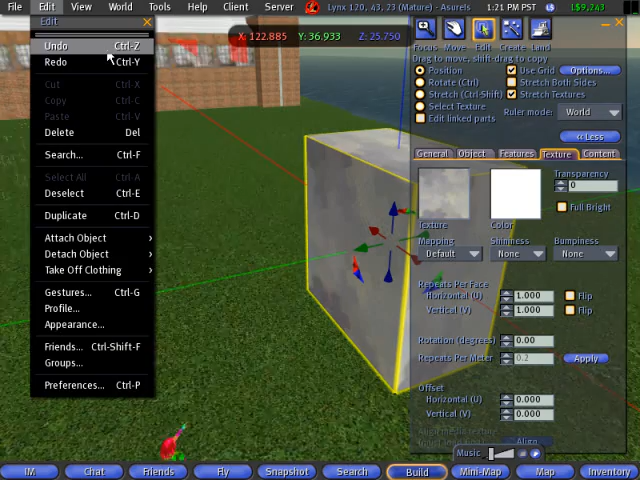 File Edit View World Tools Help Client Server Lynx 120, 43, 23 (Mature) - Asurels 1:21 PM PST L$9,243
Edit
Undo Ctrl-Z
Redo Ctrl-Y
Cut Ctrl-X
Copy Ctrl-C
Paste Ctrl-V
Delete Del
Search... Ctrl-F
Select All Ctrl-A
Deselect Ctrl-E
Duplicate Ctrl-D
Attach Object
Detach Object
Take Off Clothing
Gestures... Ctrl-G
Profile...
Appearance...
Friends... Ctrl-Shift-F
Groups...
Preferences... Ctrl-P
X: 122.885 Y: 36.933 Z: 25.750
Focus Move Edit Create Land
Drag to move, shift-drag to copy
Position
Rotate (Ctrl)
Stretch (Ctrl-Shift)
Select Texture
Edit linked parts
Use Grid Options...
Stretch Both Sides
Stretch Textures
Ruler mode: World
<< Less
General Object Features Texture Content
Texture Color
Transparency
0
Full Bright
Mapping Shininess Bumpiness
Default None None
Repeats Per Face
Horizontal (U) 1.000 Flip
Vertical (V) 1.000 Flip
Rotation (degrees) 0.00
Repeats Per Meter 0.2 Apply
Offset
Horizontal (U) 0.000
Vertical (V) 0.000
Align media texture
Align
Music
IM Chat Friends Fly Snapshot Search Build Mini-Map Map Inventory